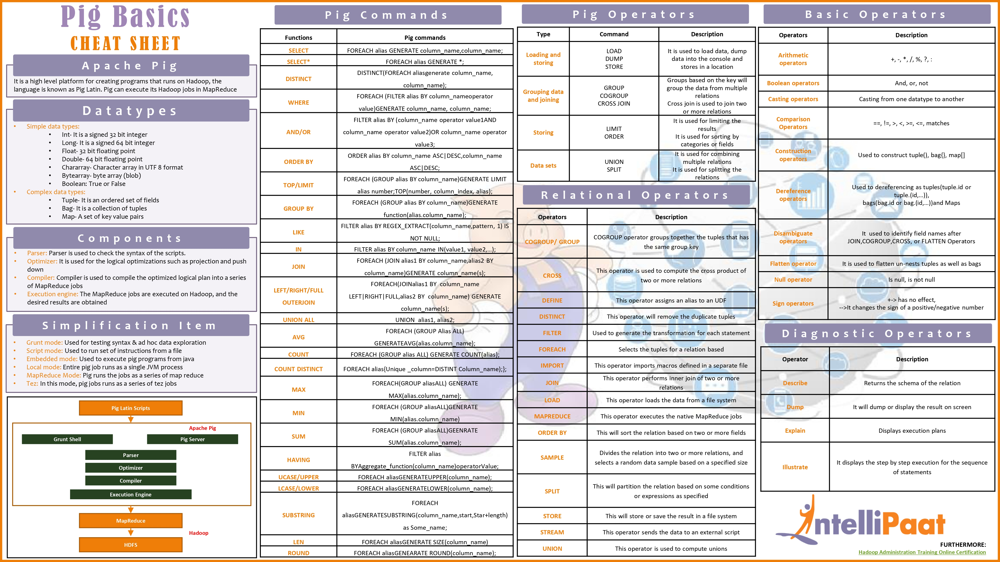 Pig Basics
CHEAT SHEET
Apache Pig
It is a high level platform for creating programs that runs on Hadoop, the
language is known as Pig Latin. Pig can execute its Hadoop jobs in MapReduce
Datatypes
• Simple data types:
• Int- It is a signed 32 bit integer
• Long- It is a signed 64 bit integer
• Float- 32 bit floating point
• Double- 64 bit floating point
• Chararray- Character array in UTF 8 format
• Bytearray- byte array (blob)
• Boolean: True or False
• Complex data types:
• Tuple- It is an ordered set of fields
• Bag- It is a collection of tuples
• Map- A set of key value pairs
Components
• Parser: Parser is used to check the syntax of the scripts.
• Optimizer: It is used for the logical optimizations such as projection and push
down
• Compiler: Compiler is used to compile the optimized logical plan into a series
of MapReduce jobs
• Execution engine: The MapReduce jobs are executed on Hadoop, and the
desired results are obtained
Simplification Item
• Grunt mode: Used for testing syntax & ad hoc data exploration
• Script mode: Used to run set of instructions from a file
• Embedded mode: Used to execute pig programs from java
• Local mode: Entire pig job runs as a single JVM process
• MapReduce Mode: Pig runs the jobs as a series of map reduce
• Tez: In this mode, pig jobs runs as a series of tez jobs
Pig Latin Scripts
Apache Pig
Grunt Shell Pig Server
Parser
Optimizer
Compiler
Execution Engine
MapReduce
Hadoop
HDFS
Pig Commands
Functions Pig commands
SELECT FOREACH alias GENERATE column_name,column_name;
SELECT* FOREACH alias GENERATE *;
DISTINCT DISTINCT(FOREACH aliasgenerate column_name,
column_name);
WHERE FOREACH (FILTER alias BY column_nameoperator
value)GENERATE column_name, column_name;
AND/OR FILTER alias BY (column_name operator value1AND
column_name operator value2)OR column_name operator
value3;
ORDER BY ORDER alias BY column_name ASC|DESC,column_name
ASC|DESC;
TOP/LIMIT FOREACH (GROUP alias BY column_name)GENERATE LIMIT
alias number;TOP(number, column_index, alias);
GROUP BY FOREACH (GROUP alias BY column_name)GENERATE
function(alias.column_name);
LIKE FILTER alias BY REGEX_EXTRACT(column_name,pattern, 1) IS
NOT NULL;
IN FILTER alias BY column_name IN(value1, value2,...);
JOIN FOREACH (JOIN alias1 BY column_name,alias2 BY
column_name)GENERATE column_name(s);
LEFT/RIGHT/FULL
OUTERJOIN FOREACH(JOINalias1 BY column_name
LEFT|RIGHT|FULL,alias2 BY column_name) GENERATE
column_name(s);
UNION ALL UNION alias1, alias2;
AVG FOREACH (GROUP Alias ALL)
GENERATEAVG(alias.column_name);
COUNT FOREACH (GROUP alias ALL) GENERATE COUNT(alias);
COUNT DISTINCT FOREACH alias{Unique _column=DISTINT Column_name);};
MAX FOREACH(GROUP aliasALL) GENERATE
MAX(alias.column_name);
MIN FOREACH (GROUP aliasALL)GENERATE
MIN(alias.column_name)
SUM FOREACH (GROUP aliasALL)GEENRATE
SUM(alias.column_name);
HAVING FILTER alias
BYAggregate_function(column_name)operatorValue;
UCASE/UPPER FOREACH aliasGENERATEUPPER(column_name);
LCASE/LOWER FOREACH aliasGENERATELOWER(column_name);
SUBSTRING FOREACH
aliasGENERATESUBSTRING(column_name,start,Star+length)
as Some_name;
LEN FOREACH aliasGENERATE SIZE(column_name)
ROUND FOREACH aliasGENEARATE ROUND(column_name);
Pig Operators
Type Command Description
Loading and
storing
LOAD
DUMP
STORE
It is used to load data, dump
data into the console and
stores in a location
Grouping data
and joining
GROUP
COGROUP
CROSS JOIN
Groups based on the key will
group the data from multiple
relations
Cross join is used to join two
or more relations
Storing
LIMIT
ORDER
It is used for limiting the
results
It is used for sorting by
categories or fields
Data sets
UNION
SPLIT
It is used for combining
multiple relations
It is used for splitting the
relations
Relational Operators
Operators Description
COGROUP/ GROUP COGROUP operator groups together the tuples that has
the same group key
CROSS This operator is used to compute the cross product of
two or more relations
DEFINE This operator assigns an alias to an UDF
DISTINCT This operator will remove the duplicate tuples
FILTER Used to generate the transformation for each statement
FOREACH Selects the tuples for a relation based
IMPORT This operator imports macros defined in a separate file
JOIN This operator performs inner join of two or more
relations
LOAD This operator loads the data from a file system
MAPREDUCE This operator executes the native MapReduce jobs
ORDER BY This will sort the relation based on two or more fields
SAMPLE Divides the relation into two or more relations, and
selects a random data sample based on a specified size
SPLIT This will partition the relation based on some conditions
or expressions as specified
STORE This will store or save the result in a file system
STREAM This operator sends the data to an external script
UNION This operator is used to compute unions
Basic Operators
Operators Description
Arithmetic
operators
+, -, *, /, %, ?, :
Boolean operators And, or, not
Casting operators Casting from one datatype to another
Comparison
Operators
==, !=, >, <, >=, <=, matches
Construction
operators
Used to construct tuple(), bag{}, map[]
Dereference
operators
Used to dereferencing as tuples(tuple.id or
tuple.(id,...)),
bags(bag.id or bag.(id,...))and Maps
Disambiguate
operators
It used to identify field names after
JOIN,COGROUP,CROSS, or FLATTEN Operators
Flatten operator It is used to flatten un-nests tuples as well as bags
Null operator Is null, is not null
Sign operators +-> has no effect,
-->It changes the sign of a positive/negative number
Diagnostic Operators
Operator Description
Describe Returns the schema of the relation
Dump It will dump or display the result on screen
Explain Displays execution plans
Illustrate It displays the step by step execution for the sequence
of statements
IntelliPaat
FURTHERMORE:
Hadoop Administration Training Online Certification